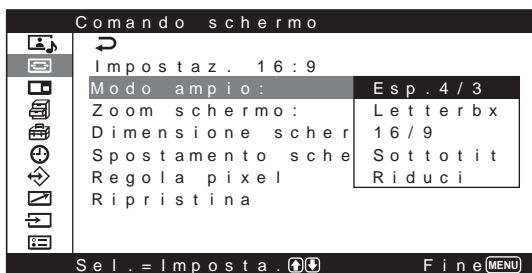 Comando schermo
Impostaz. 16:9
Modo ampio: Esp.4/3
Zoom schermo: Letterbx
Dimensione scher 16/9
Spostamento sche Sottotit
Regola pixel Riduci
Ripristina
Sel.=Imposta. Fine MENU